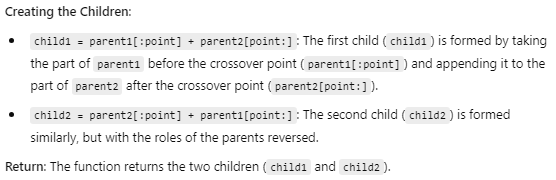 Creating the Children:
• child1 = parent1[:point] + parent2[point:] : The first child ( child1 ) is formed by taking
the part of parent1 before the crossover point ( parent1[:point] ) and appending it to the
part of parent2 after the crossover point ( parent2[point:] ).
• child2 = parent2[:point] + parent1[point:] : The second child ( child2 ) is formed
similarly, but with the roles of the parents reversed.
Return: The function returns the two children ( child1 and child2 ).